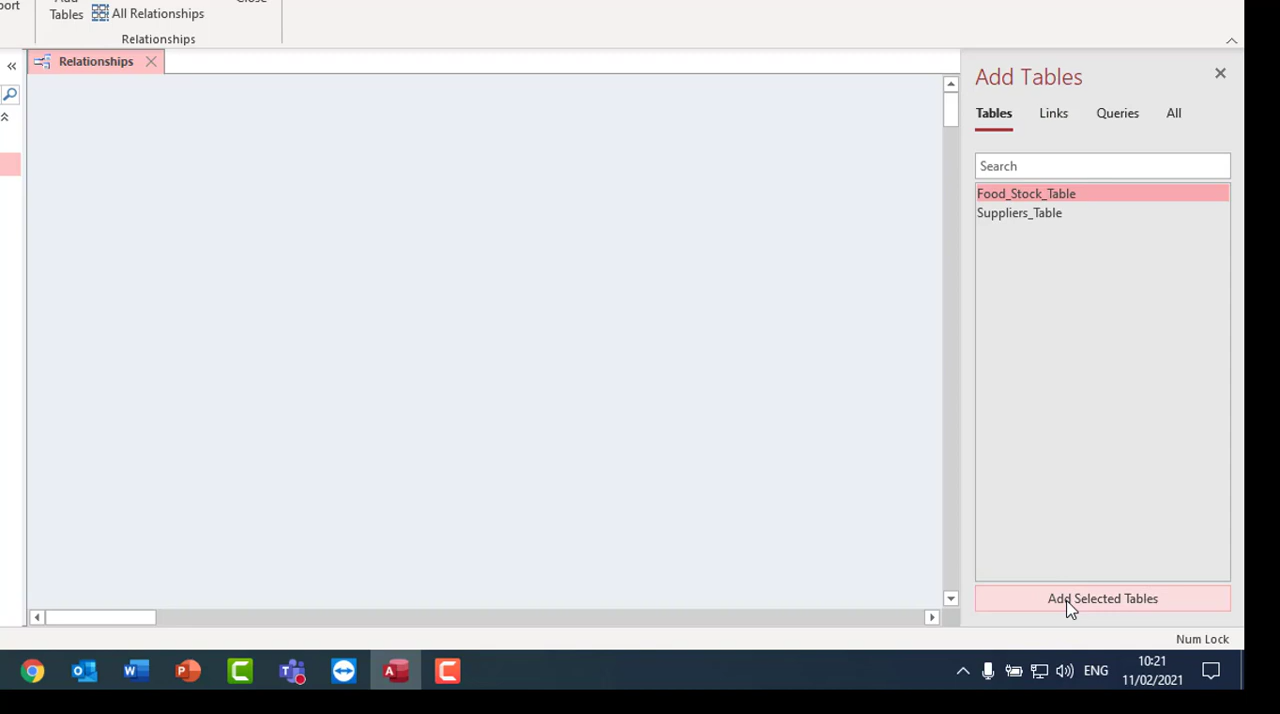 Tables
All Relationships
Relationships
Relationships
Add Tables
Tables Links Queries All
Search
Food_Stock_Table
Suppliers_Table
Add Selected Tables
Num Lock
ENG
10:21
11/02/2021